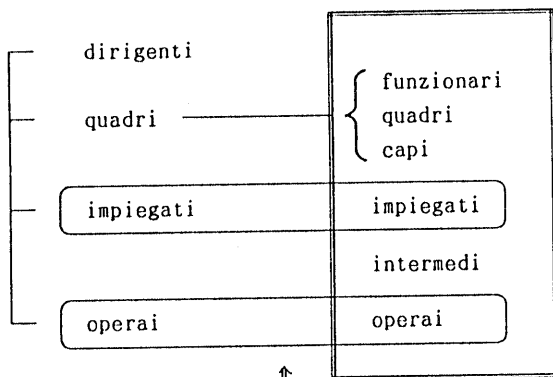 dirigenti
funzionari
quadri quadri
capi
impiegati impiegati
intermedi
operai operai